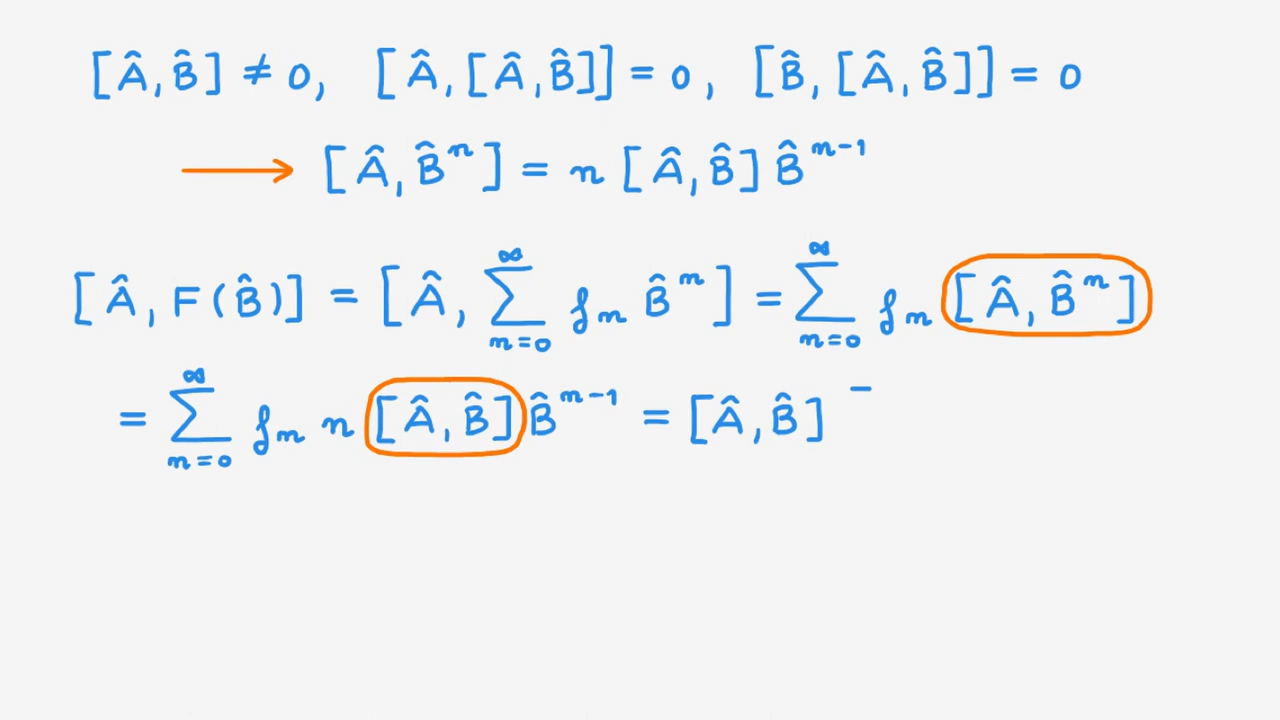 [Â, B̂] ≠ 0, [Â, [Â, B̂]] = 0, [B̂, [Â, B̂]] = 0
⟶ [Â, B̂ⁿ] = n [Â, B̂] B̂ⁿ⁻¹
[Â, F(B̂)] = [Â, ∑_{n=0}^{∞} fₙ B̂ⁿ] = ∑_{n=0}^{∞} fₙ [Â, B̂ⁿ]
= ∑_{n=0}^{∞} fₙ n [Â, B̂] B̂ⁿ⁻¹ = [Â, B̂]